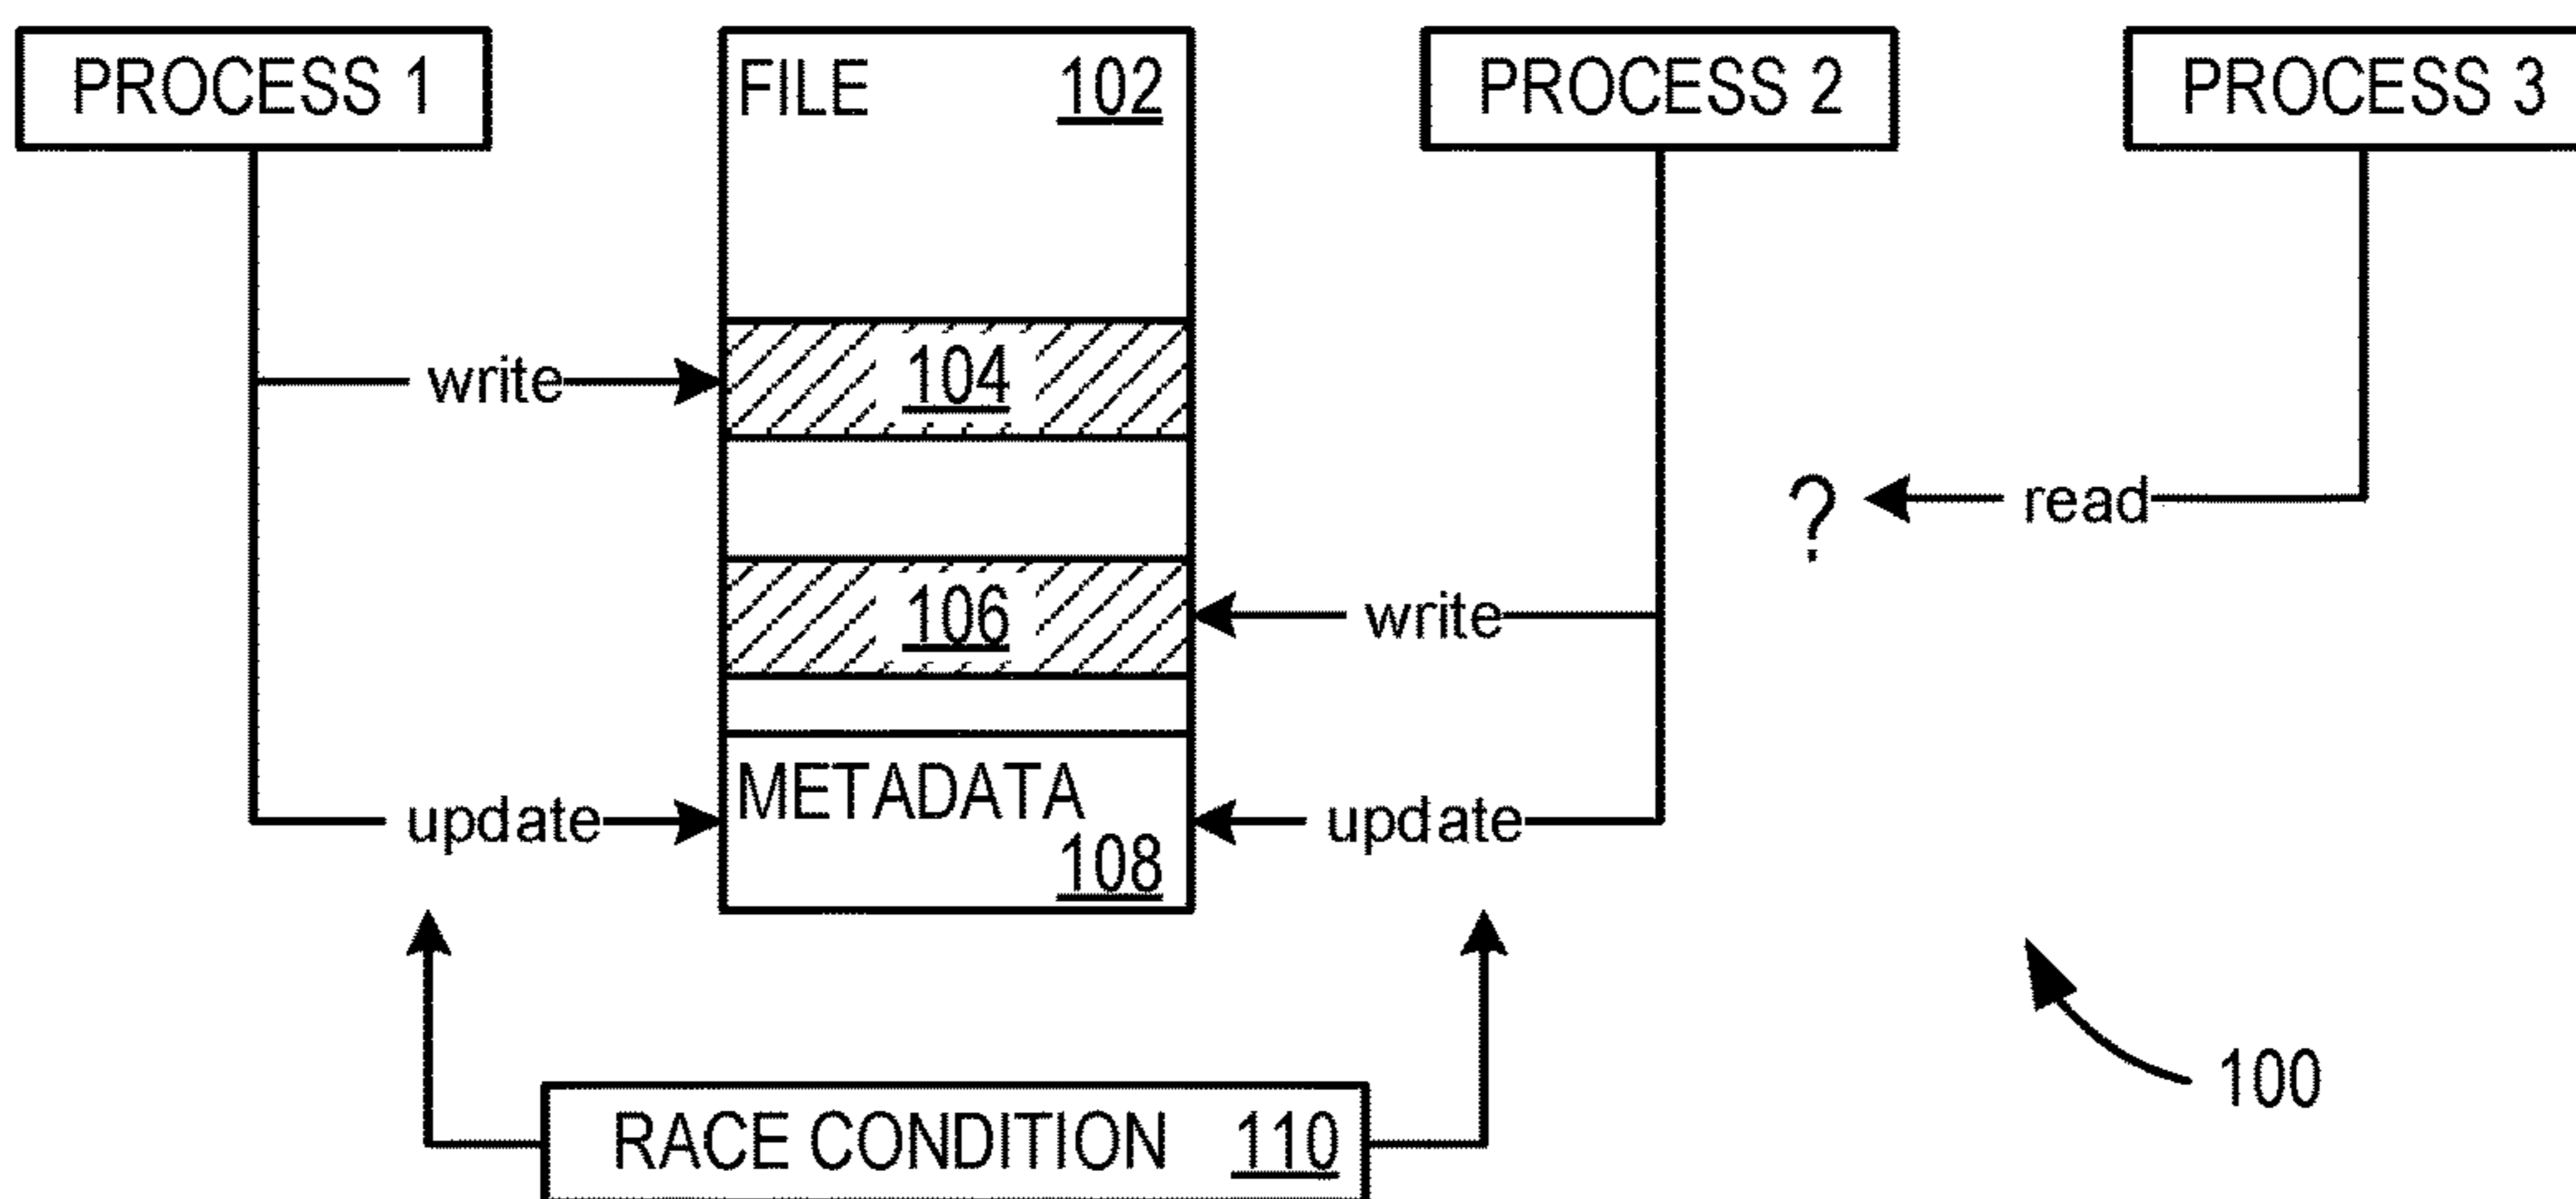 PROCESS 1
FILE 102
PROCESS 2
PROCESS 3
write
104
?
read
106
write
update
METADATA
108
update
RACE CONDITION 110
100